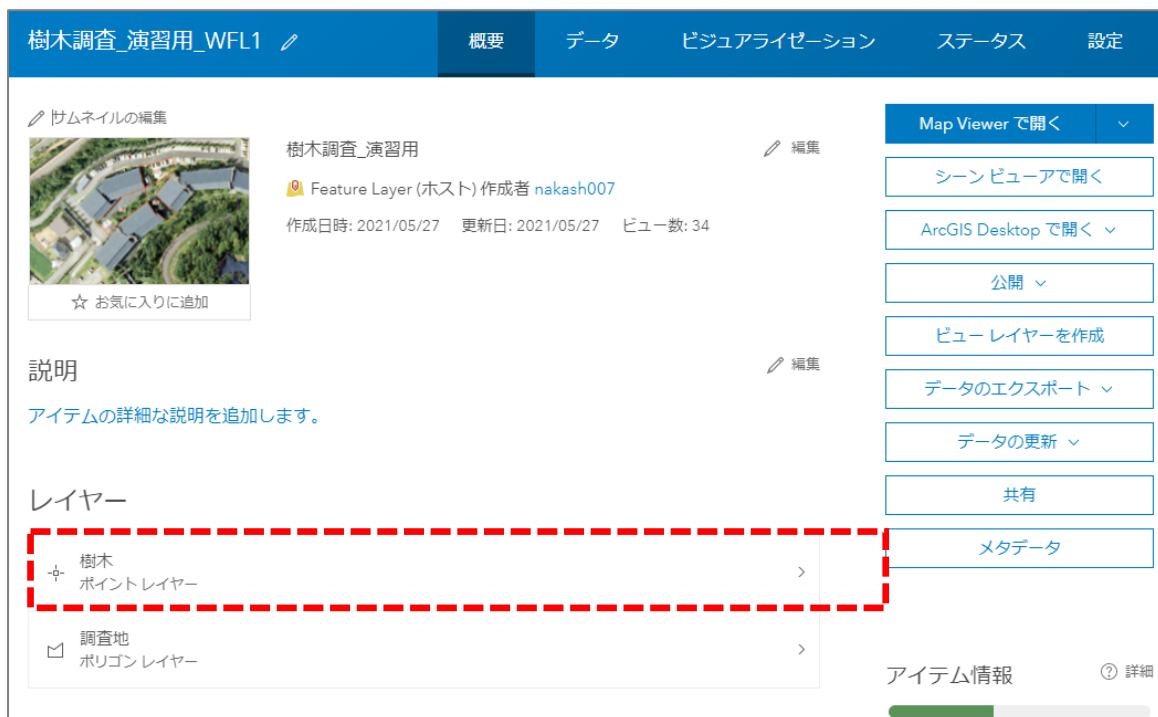 樹木調査_演習用_WFL1
概要 データ ビジュアライゼーション ステータス 設定
サムネイルの編集
樹木調査_演習用
編集
Feature Layer (ホスト) 作成者 nakash007
作成日時: 2021/05/27 更新日: 2021/05/27 ビュー数: 34
お気に入りに追加
説明
編集
アイテムの詳細な説明を追加します。
レイヤー
樹木
ポイント レイヤー
調査地
ポリゴン レイヤー
Map Viewer で開く
シーン ビューアで開く
ArcGIS Desktop で開く
公開
ビュー レイヤーを作成
データのエクスポート
データの更新
共有
メタデータ
アイテム情報
詳細